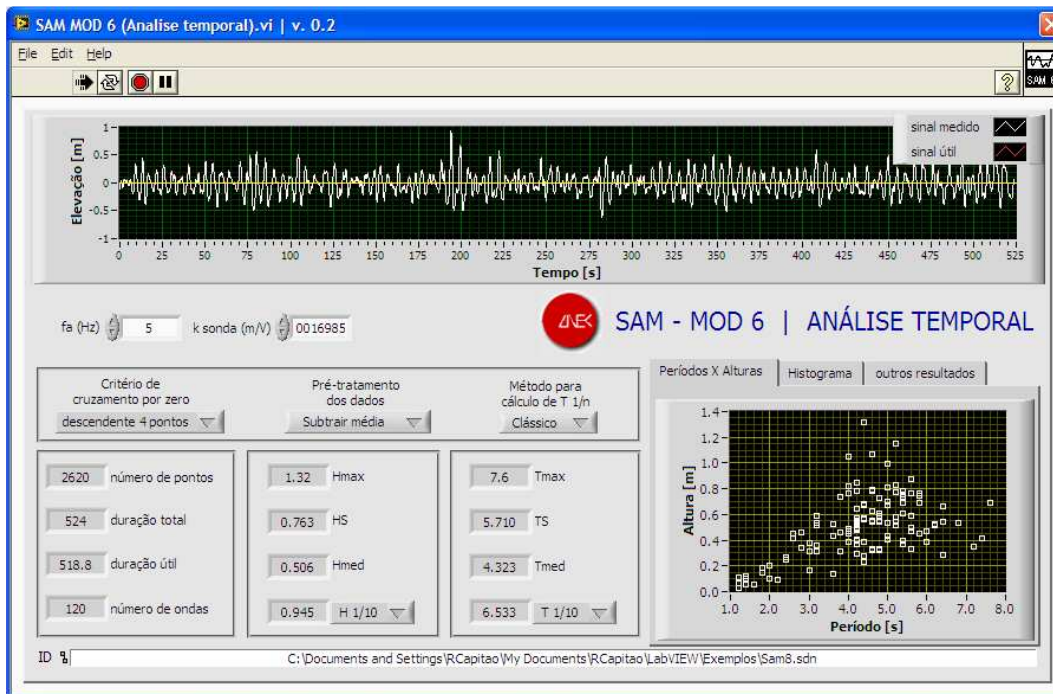 SAM MOD 6 (Analise temporal).vi | v. 0.2
File Edit Help
SAM 6
Elevação [m]
1
0.5
0
-0.5
-1
sinal medido
sinal útil
0 25 50 75 100 125 150 175 200 225 250 275 300 325 350 375 400 425 450 475 500 525
Tempo [s]
fa (Hz) 5 k sonda (m/V) 0016985
SAM - MOD 6 | ANÁLISE TEMPORAL
Critério de
cruzamento por zero
descendente 4 pontos
Pré-tratamento
dos dados
Subtrair média
Método para
cálculo de T 1/n
Clássico
2620 número de pontos
524 duração total
518.8 duração útil
120 número de ondas
1.32 Hmax
0.763 HS
0.506 Hmed
0.945 H 1/10
7.6 Tmax
5.710 TS
4.323 Tmed
6.533 T 1/10
Períodos X Alturas Histograma outros resultados
Altura [m]
1.4
1.2
1.0
0.8
0.6
0.4
0.2
0.0
1.0 2.0 3.0 4.0 5.0 6.0 7.0 8.0
Período [s]
ID C:\Documents and Settings\RCapitao\My Documents\RCapitao\LabVIEW\Exemplos\Sam8.sdn